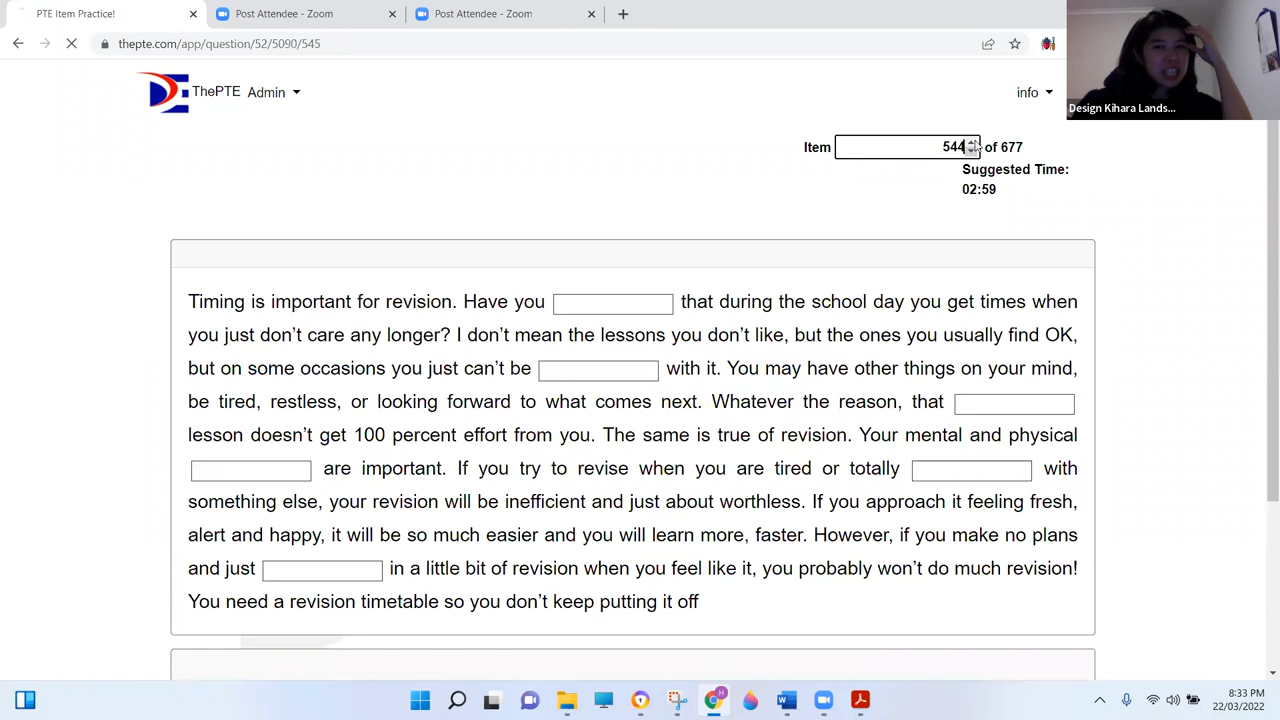 PTE Item Practice!
Post Attendee - Zoom
Post Attendee - Zoom
thepte.com/app/question/52/5090/545
ThePTE Admin
info
Design Kihara Lands...
Item 544 of 677
Suggested Time:
02:59
Timing is important for revision. Have you that during the school day you get times when
you just don't care any longer? I don't mean the lessons you don't like, but the ones you usually find OK,
but on some occasions you just can't be with it. You may have other things on your mind,
be tired, restless, or looking forward to what comes next. Whatever the reason, that
lesson doesn't get 100 percent effort from you. The same is true of revision. Your mental and physical
are important. If you try to revise when you are tired or totally with
something else, your revision will be inefficient and just about worthless. If you approach it feeling fresh,
alert and happy, it will be so much easier and you will learn more, faster. However, if you make no plans
and just in a little bit of revision when you feel like it, you probably won't do much revision!
You need a revision timetable so you don't keep putting it off
8:33 PM
22/03/2022